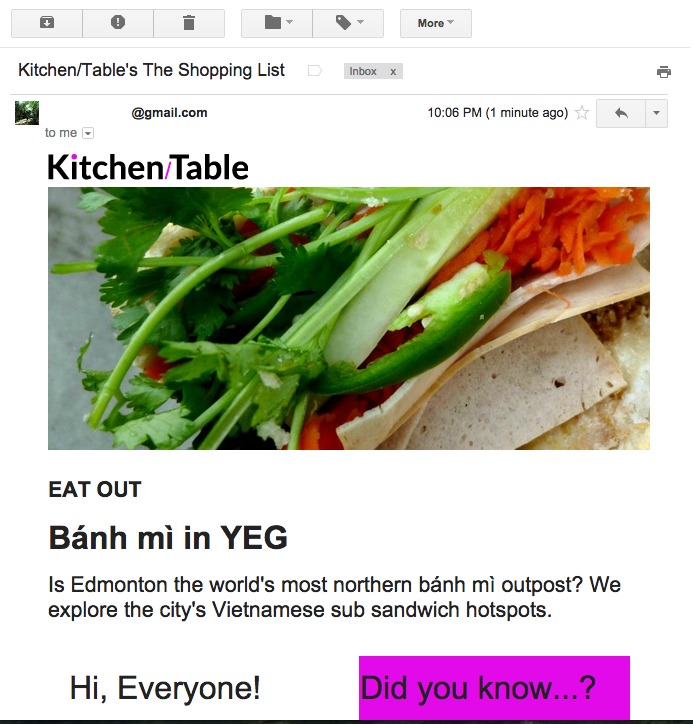 More
Kitchen/Table's The Shopping List
Inbox x
@gmail.com
10:06 PM (1 minute ago)
to me
Kitchen/Table
EAT OUT
Bánh mì in YEG
Is Edmonton the world's most northern bánh mì outpost? We
explore the city's Vietnamese sub sandwich hotspots.
Hi, Everyone!
Did you know...?